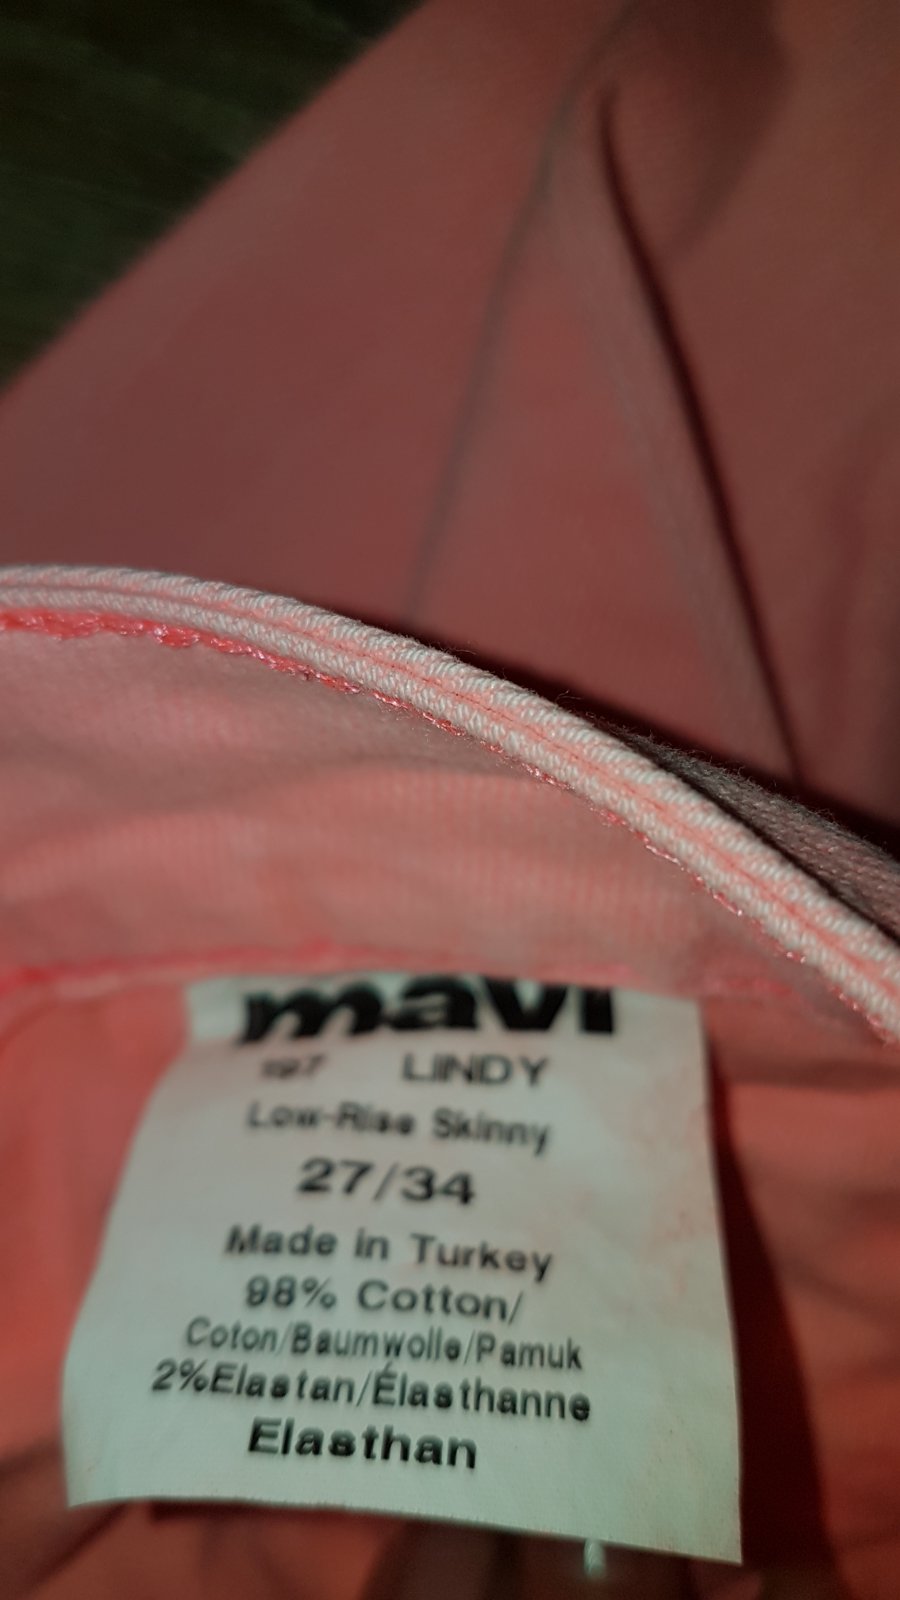 mavi
197 LINDY
Low-Rise Skinny
27/34
Made in Turkey
98% Cotton/
Coton/Baumwolle/Pamuk
2%Elastan/Élasthanne
Elasthan